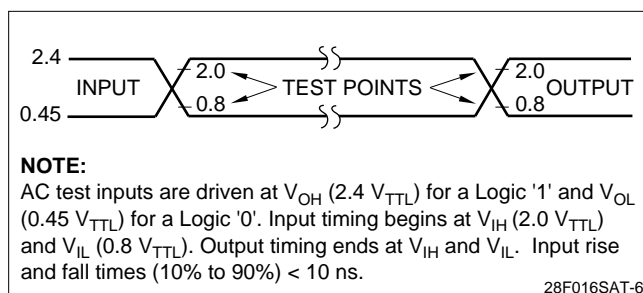 2.4
INPUT
2.0
0.8
TEST POINTS
2.0
0.8
OUTPUT
0.45
NOTE:
AC test inputs are driven at VOH (2.4 VTTL) for a Logic '1' and VOL
(0.45 VTTL) for a Logic '0'. Input timing begins at VIH (2.0 VTTL)
and VIL (0.8 VTTL). Output timing ends at VIH and VIL. Input rise
and fall times (10% to 90%) < 10 ns.
28F016SAT-6